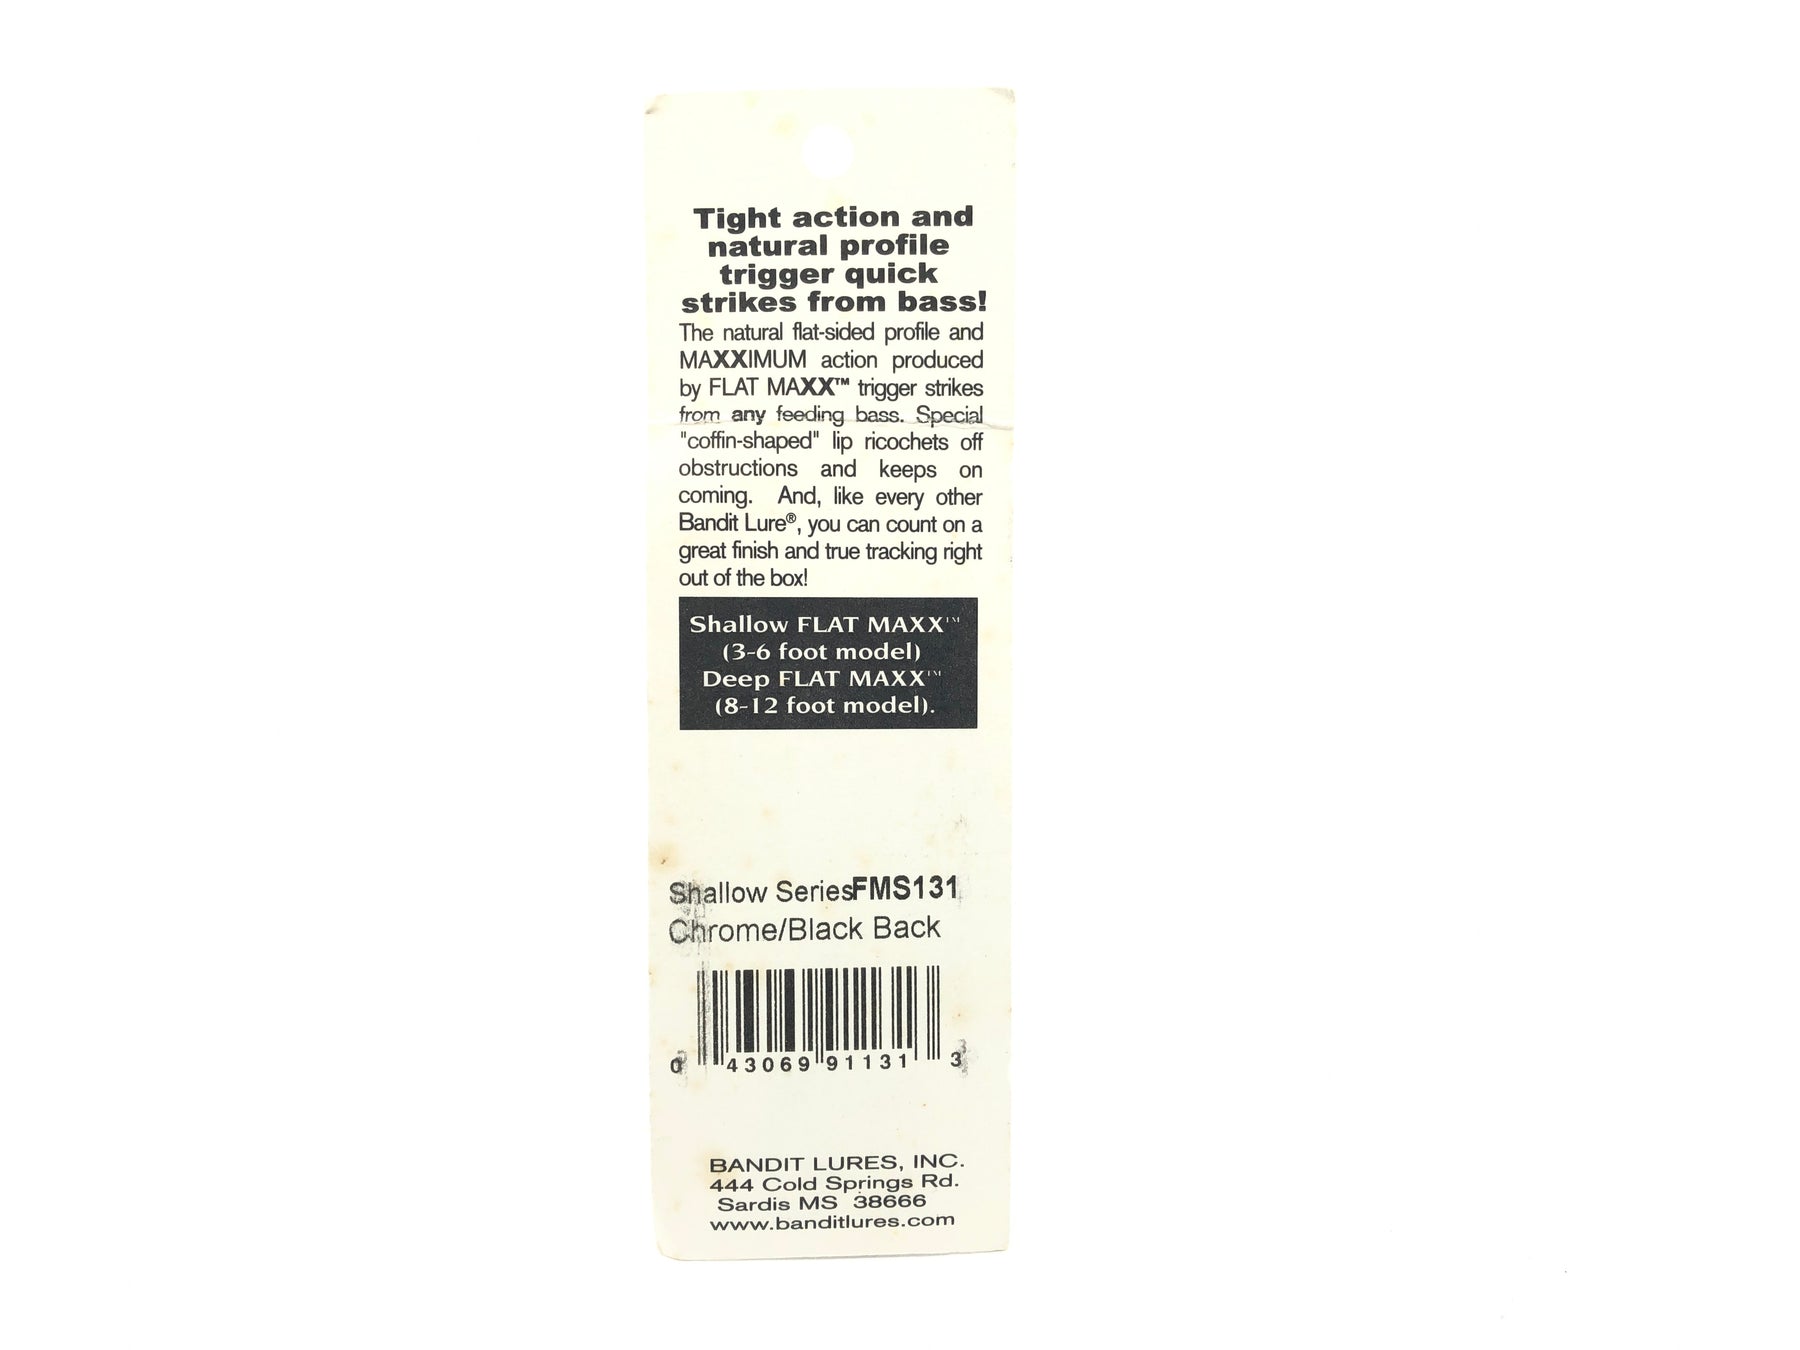 Tight action and
natural profile
trigger quick
strikes from bass!
The natural flat-sided profile and
MAXXIMUM action produced
by FLAT MAXX™ trigger strikes
from any feeding bass. Special
"coffin-shaped" lip ricochets off
obstructions and keeps on
coming. And, like every other
Bandit Lure®, you can count on a
great finish and true tracking right
out of the box!
Shallow FLAT MAXX™
(3-6 foot model)
Deep FLAT MAXX™
(8-12 foot model).
Shallow Series FMS131
Chrome/Black Back
0 43069 91131 3
BANDIT LURES, INC.
444 Cold Springs Rd.
Sardis MS 38666
www.banditlures.com